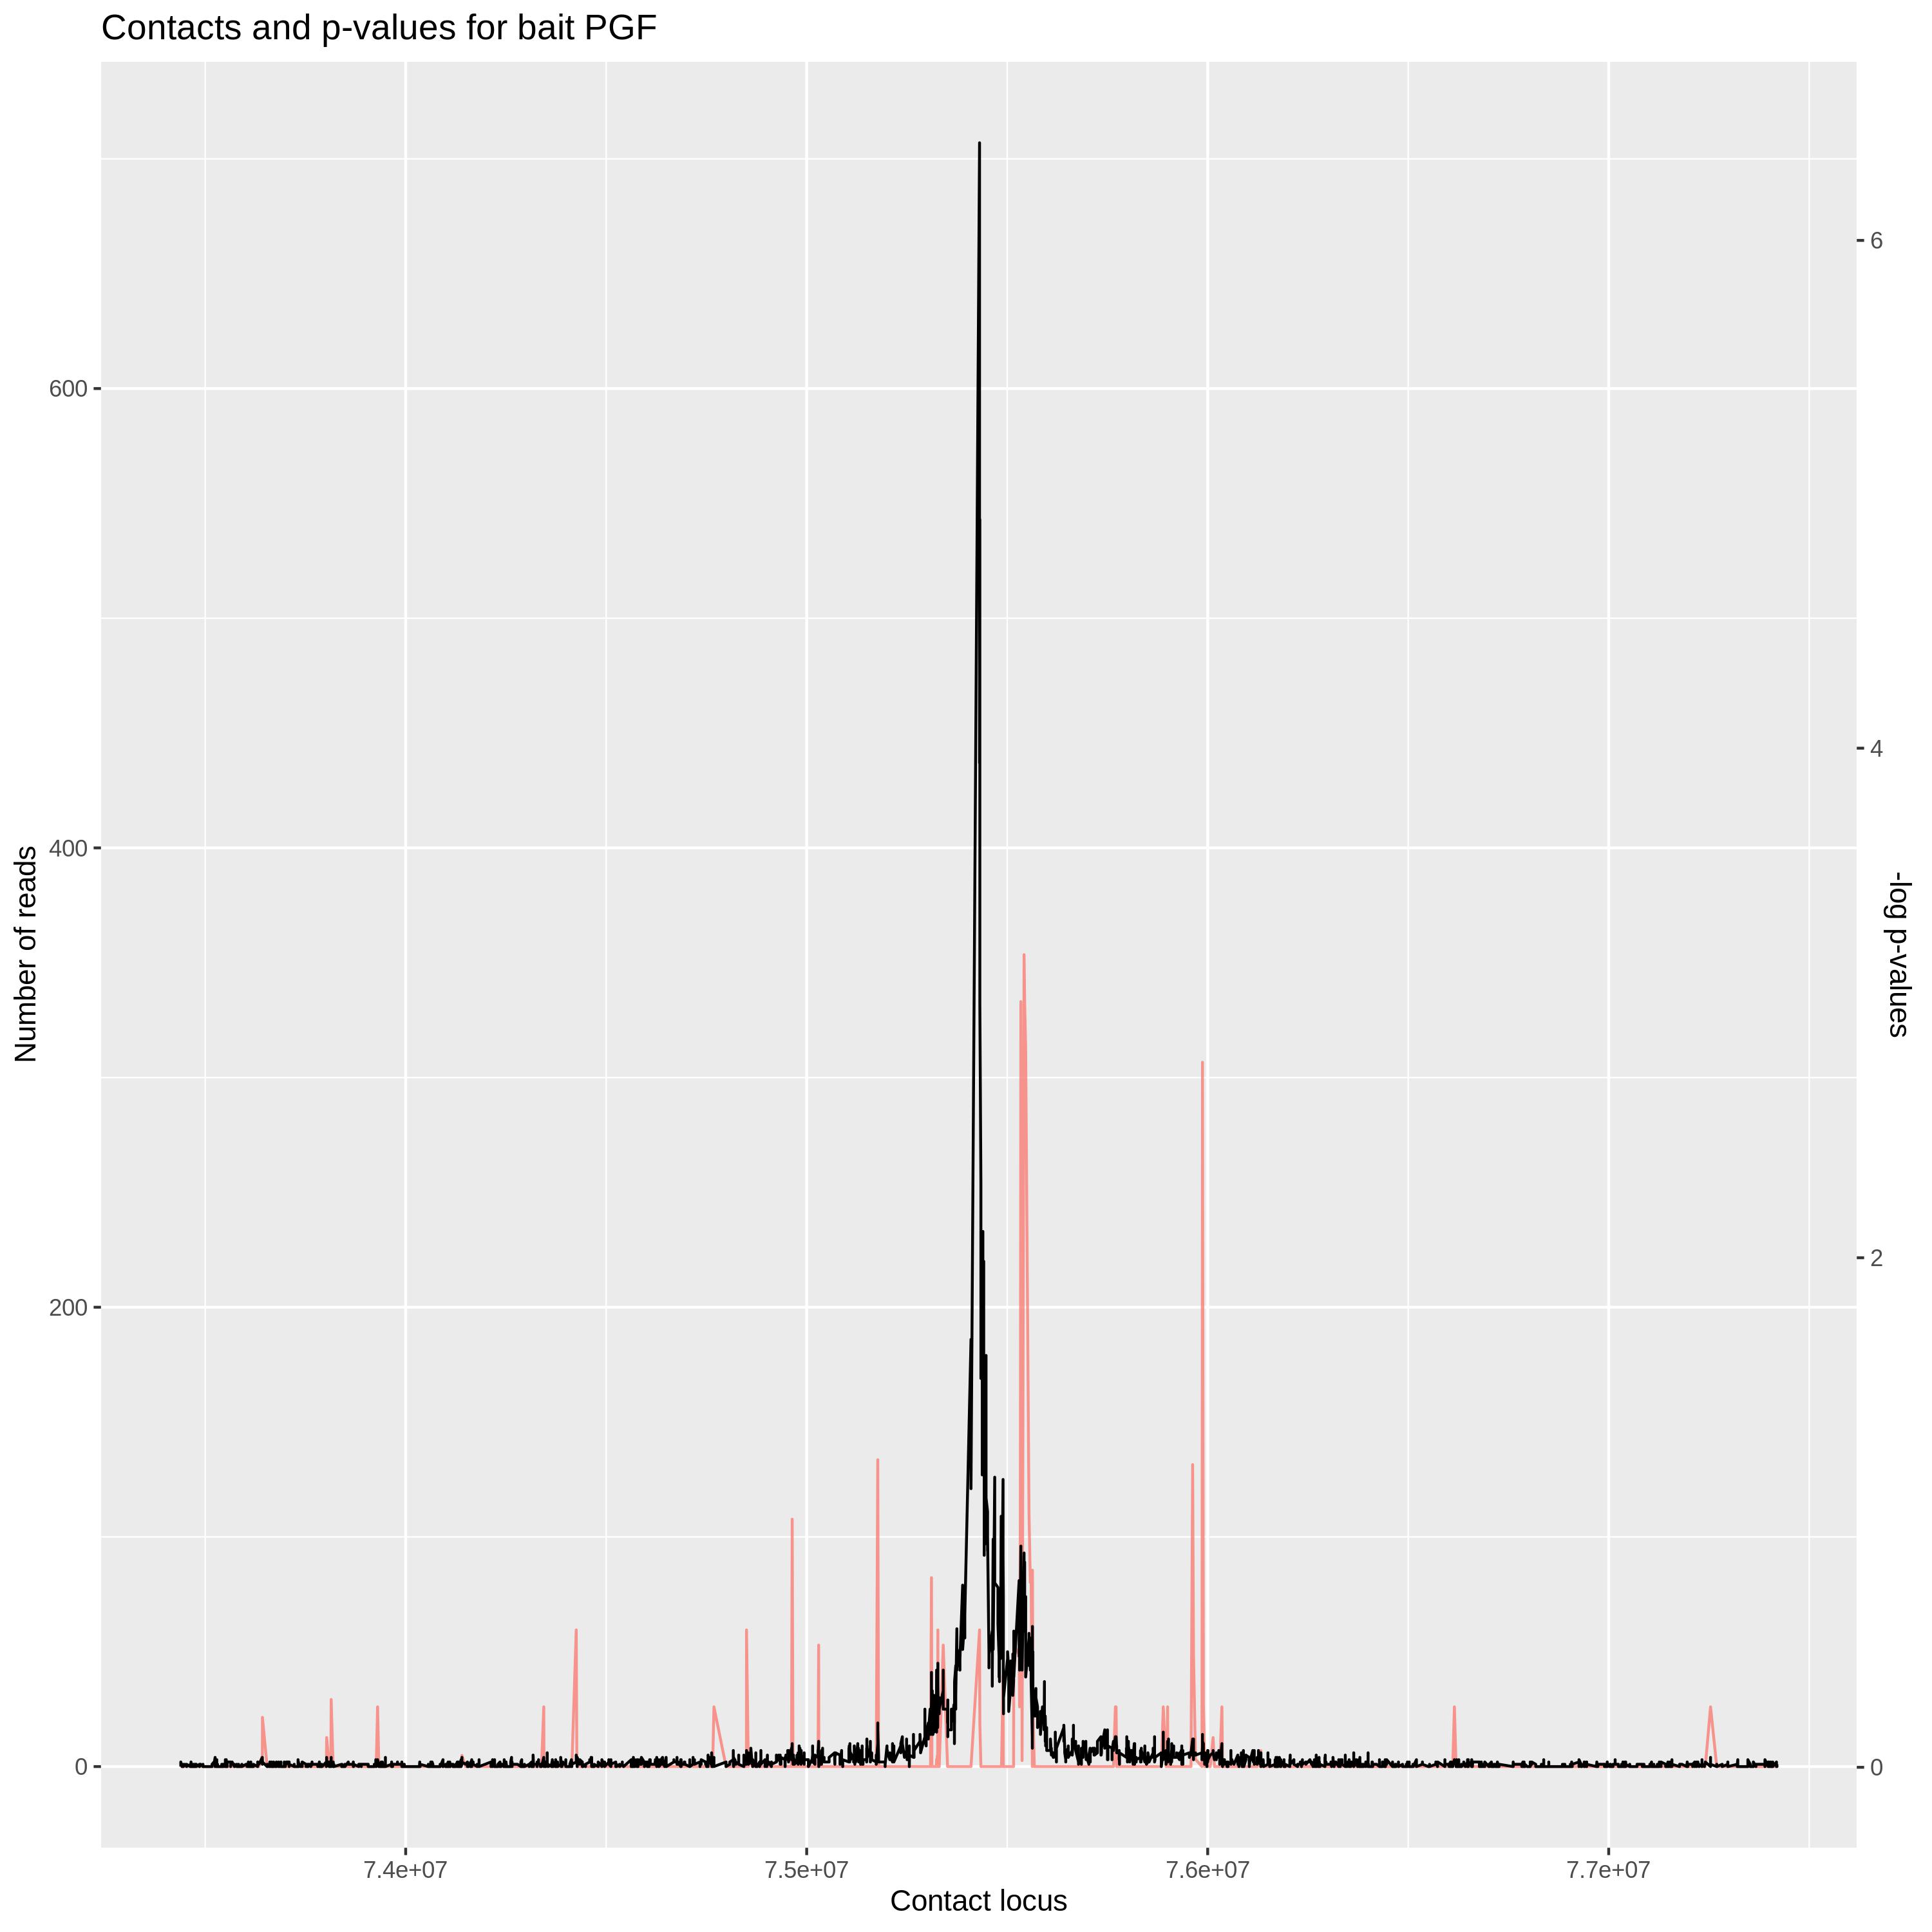 Contacts and p-values for bait PGF
600
400
200
0
Number of reads
6
4
2
0
-log p-values
7.4e+07
7.5e+07
7.6e+07
7.7e+07
Contact locus